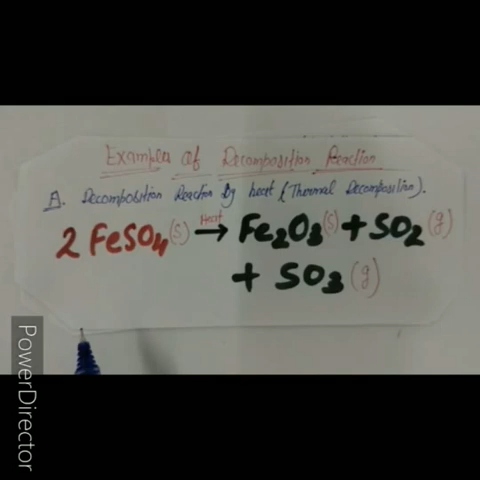 Examples of Decomposition Reaction
A. Decomposition Reaction By heat (Thermal Decomposition).
2 FeSO₄(s) Heat → Fe₂O₃(s) + SO₂(g)
+ SO₃(g)
PowerDirector